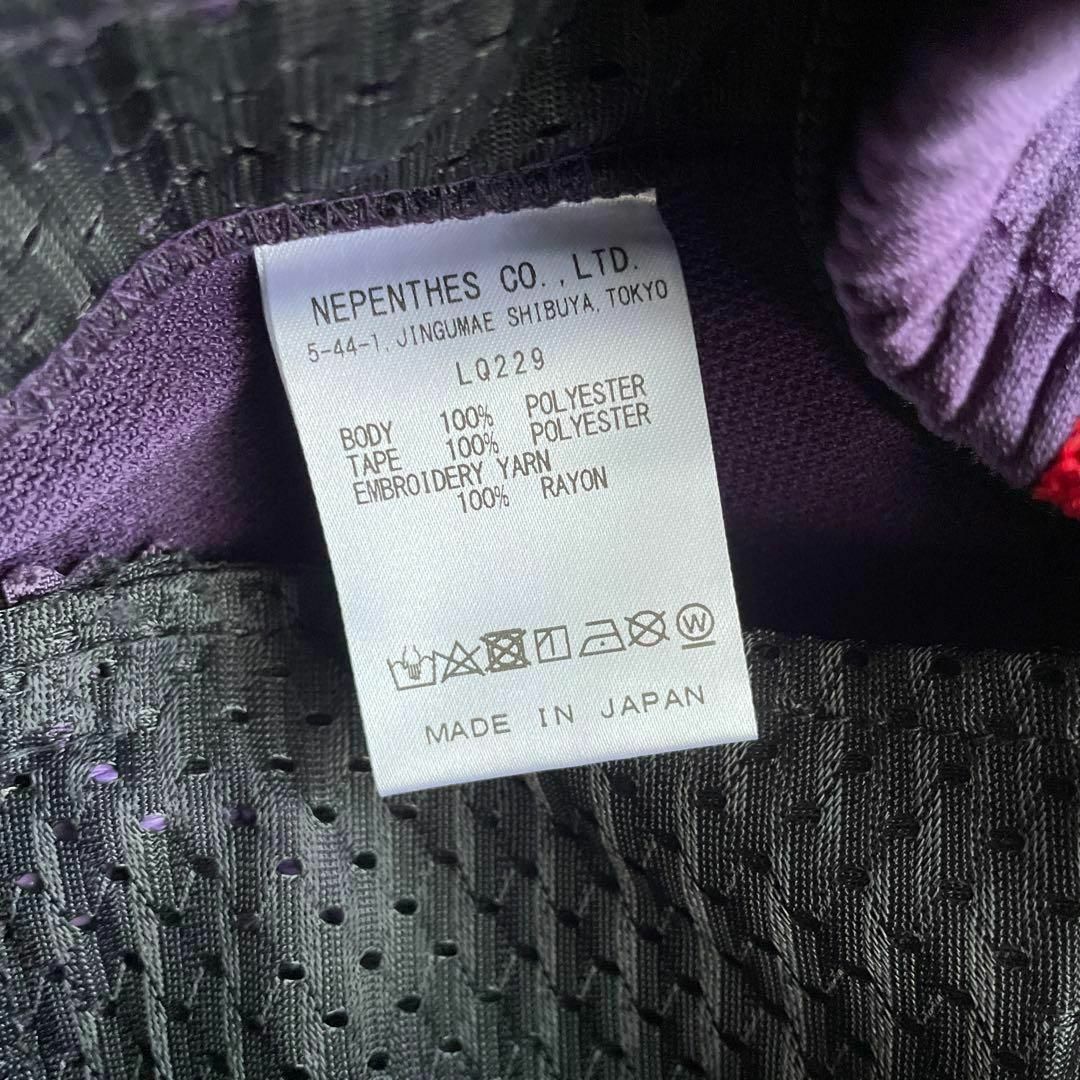 NEPENTHES CO.,LTD.
5-44-1, JINGUMAE SHIBUYA, TOKYO
LQ229
BODY 100% POLYESTER
TAPE 100% POLYESTER
EMBROIDERY YARN
100% RAYON
W
MADE IN JAPAN